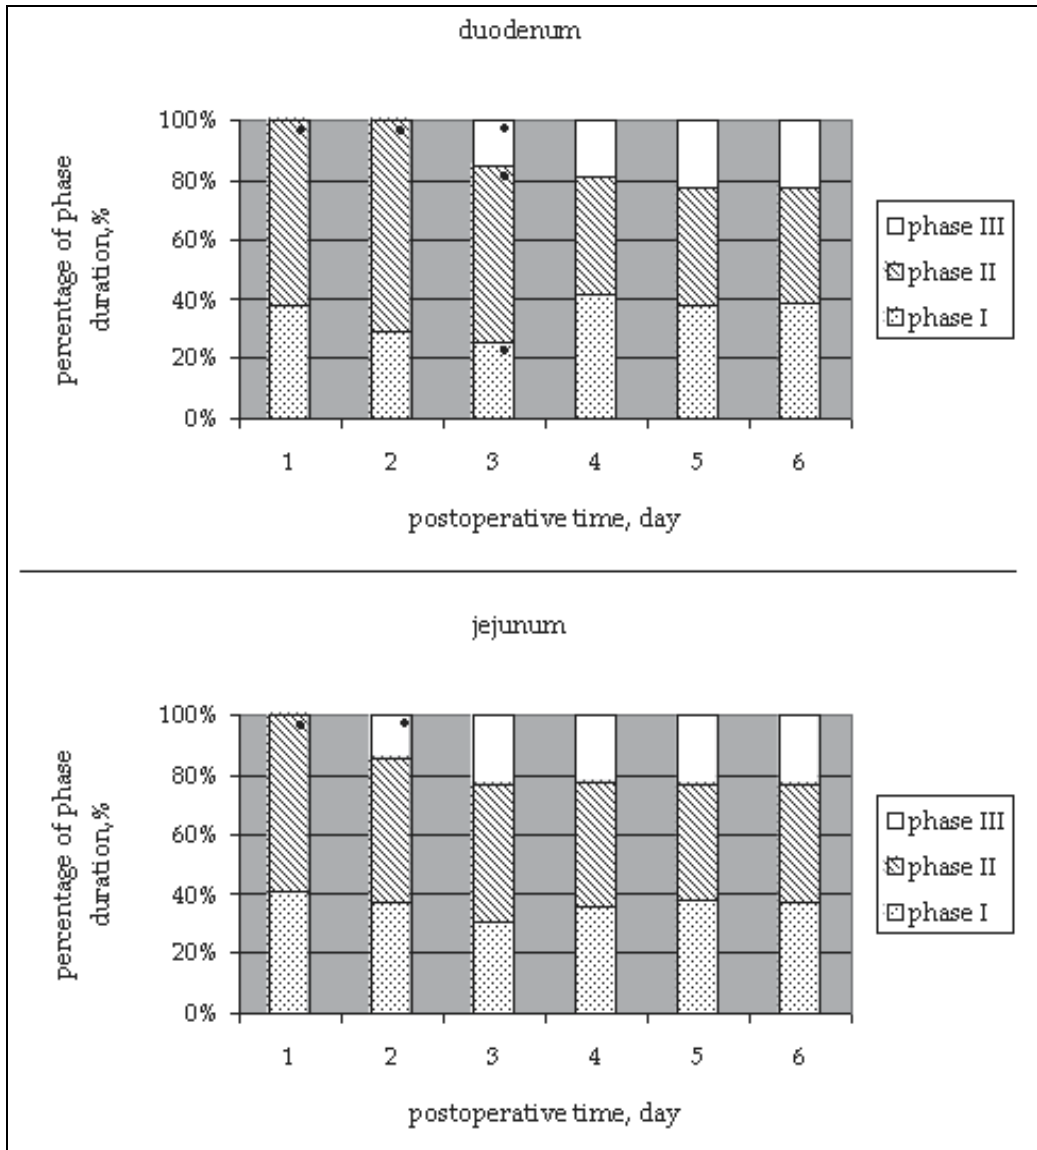 duodenum
percentage of phase
duration,%
100%
80%
60%
40%
20%
0%
1 2 3 4 5 6
postoperative time, day
phase III
phase II
phase I
jejunum
percentage of phase
duration,%
100%
80%
60%
40%
20%
0%
1 2 3 4 5 6
postoperative time, day
phase III
phase II
phase I